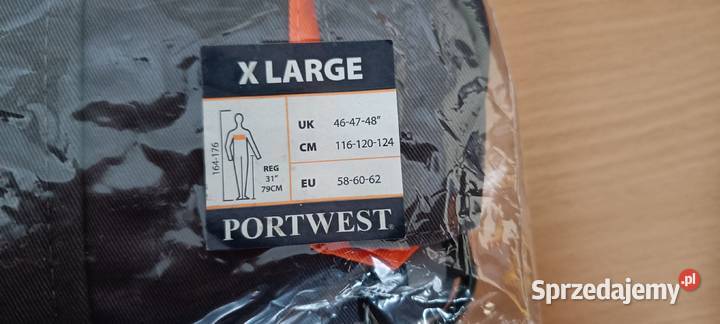 X LARGE
164-176
REG
31"
79CM
UK 46-47-48"
CM 116-120-124
EU 58-60-62
PORTWEST®
Sprzedajemy.pl